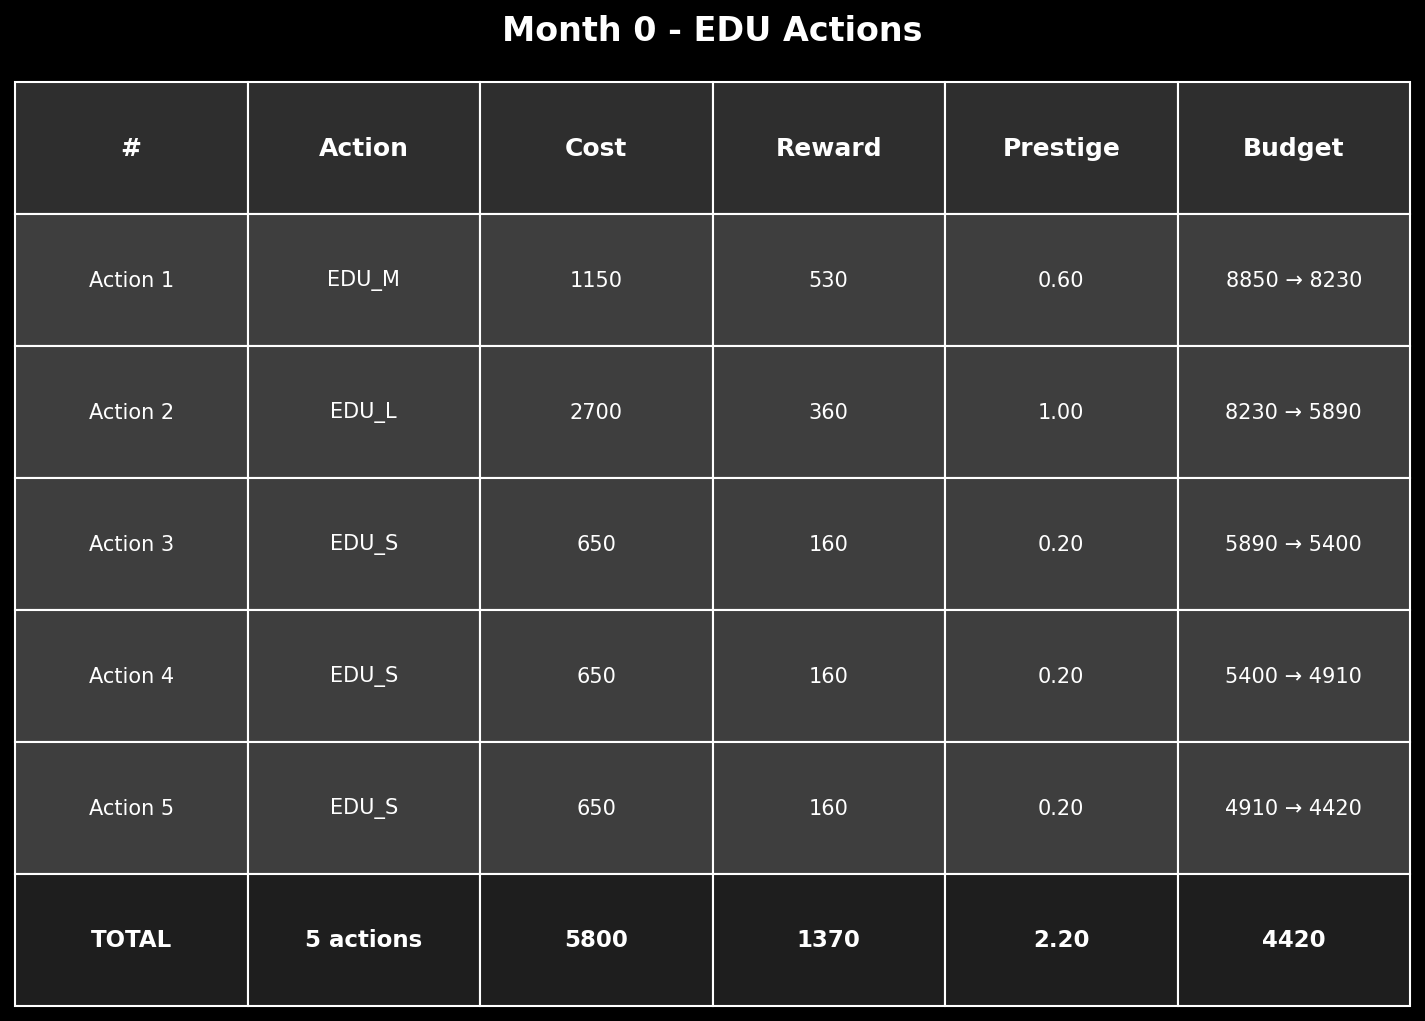 Month 0 - EDU Actions
# Action Cost Reward Prestige Budget
Action 1 EDU_M 1150 530 0.60 8850 → 8230
Action 2 EDU_L 2700 360 1.00 8230 → 5890
Action 3 EDU_S 650 160 0.20 5890 → 5400
Action 4 EDU_S 650 160 0.20 5400 → 4910
Action 5 EDU_S 650 160 0.20 4910 → 4420
TOTAL 5 actions 5800 1370 2.20 4420